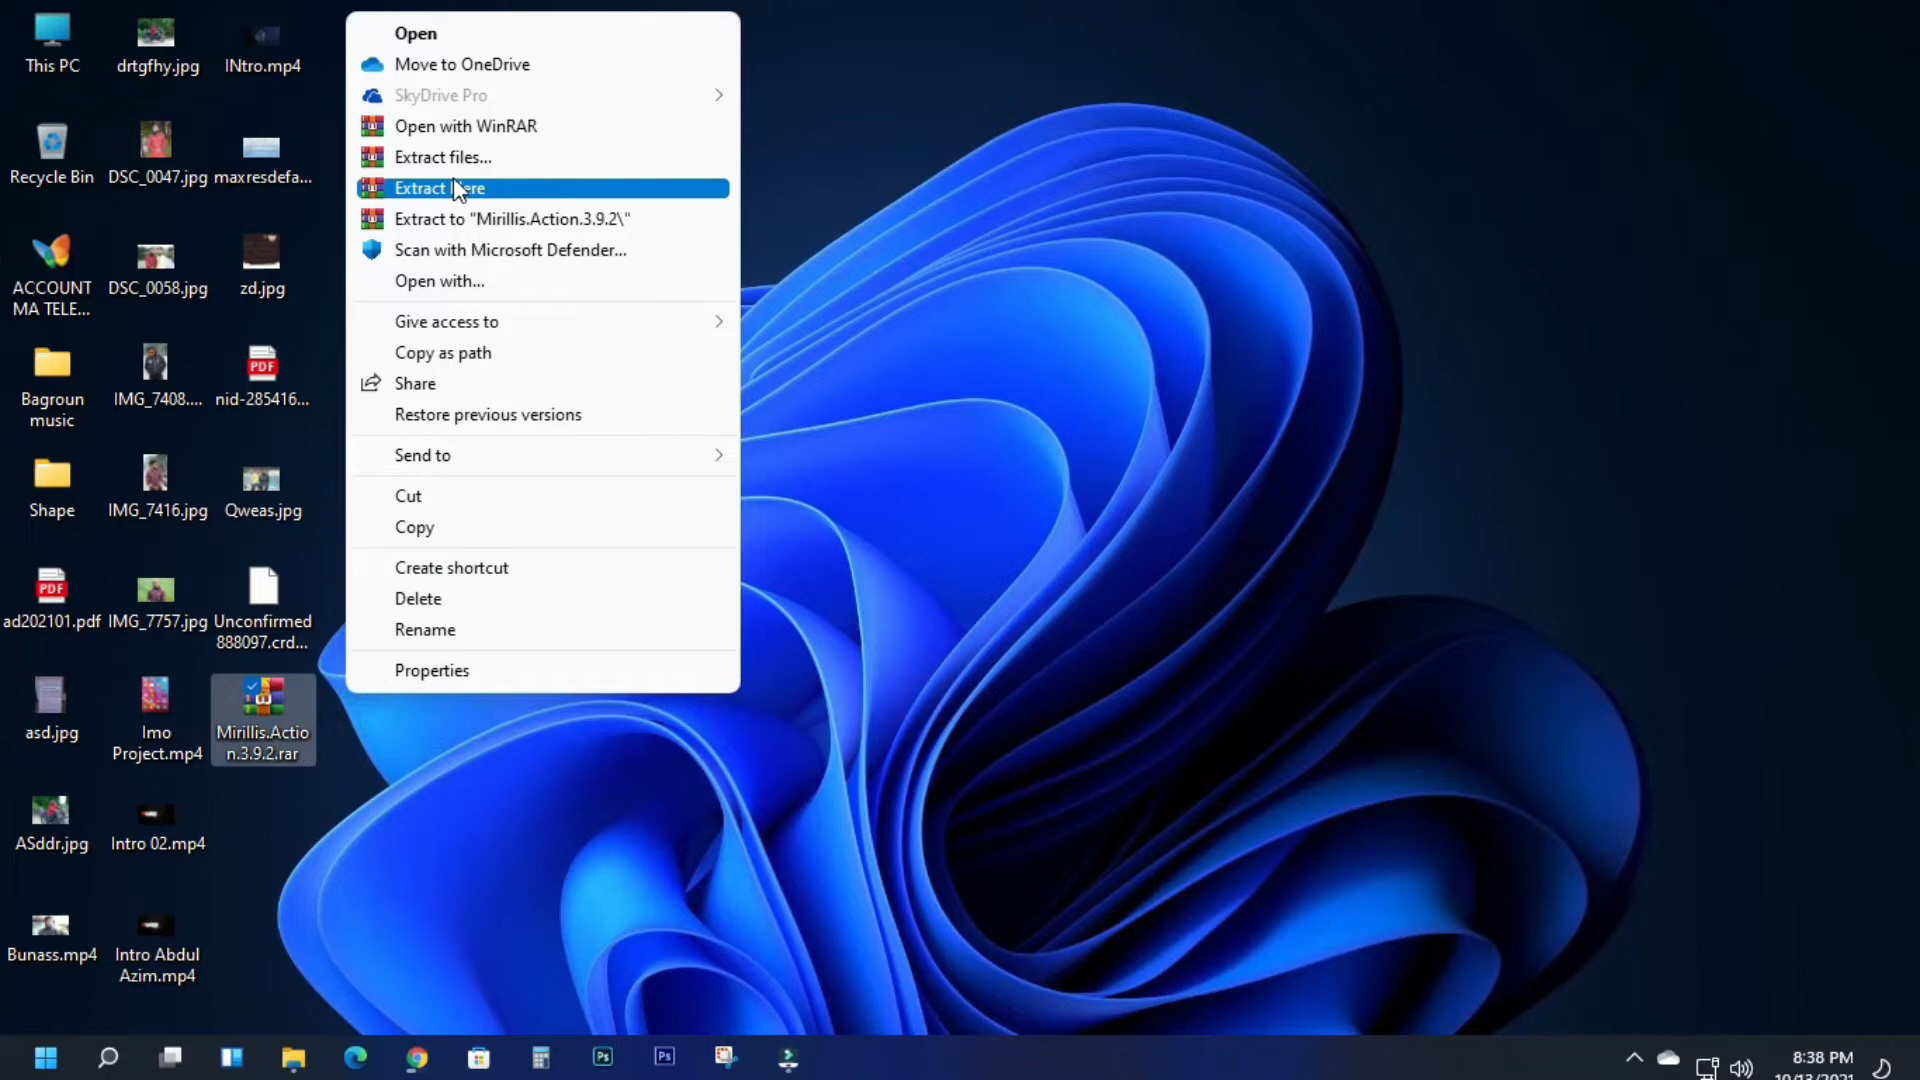 This PC
drtgfhy.jpg
INtro.mp4
Recycle Bin
DSC_0047.jpg
maxresdefa...
ACCOUNT
MA TELE...
DSC_0058.jpg
zd.jpg
Bagroun
music
IMG_7408....
nid-285416...
Shape
IMG_7416.jpg
Qweas.jpg
ad202101.pdf
IMG_7757.jpg
Unconfirmed
888097.crd...
asd.jpg
Imo
Project.mp4
Mirillis.Actio
n.3.9.2.rar
ASddr.jpg
Intro 02.mp4
Bunass.mp4
Intro Abdul
Azim.mp4
Open
Move to OneDrive
SkyDrive Pro
Open with WinRAR
Extract files...
Extract Here
Extract to "Mirillis.Action.3.9.2\"
Scan with Microsoft Defender...
Open with...
Give access to
Copy as path
Share
Restore previous versions
Send to
Cut
Copy
Create shortcut
Delete
Rename
Properties
PDF
PDF
Ps
Ps
8:38 PM
10/13/2021